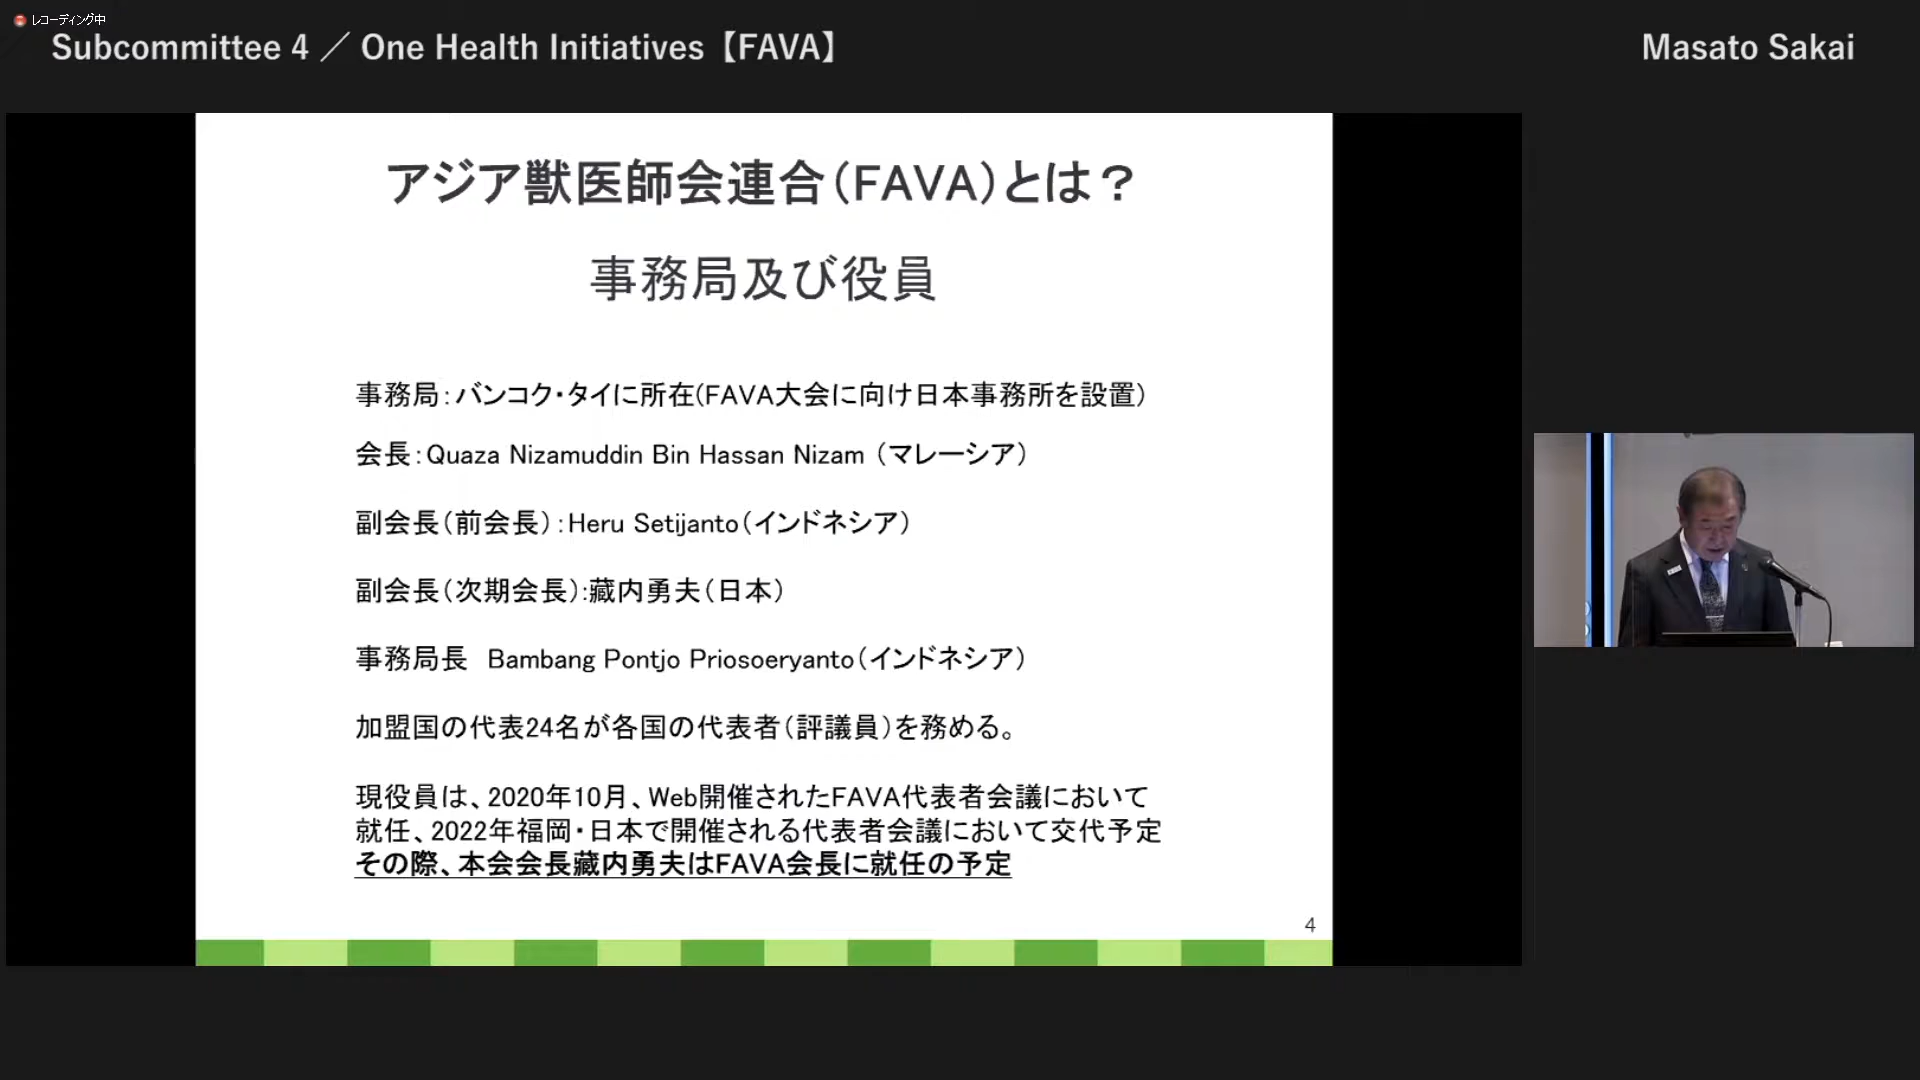 レコーディング中
Subcommittee 4 ／ One Health Initiatives【FAVA】
Masato Sakai
アジア獣医師会連合（FAVA）とは？
事務局及び役員
事務局：バンコク・タイに所在(FAVA大会に向け日本事務所を設置）
会長：Quaza Nizamuddin Bin Hassan Nizam （マレーシア）
副会長（前会長）：Heru Setijanto（インドネシア）
副会長（次期会長）：藏内勇夫（日本）
事務局長　Bambang Pontjo Priosoeryanto（インドネシア）
加盟国の代表24名が各国の代表者（評議員）を務める。
現役員は、2020年10月、Web開催されたFAVA代表者会議において
就任、2022年福岡・日本で開催される代表者会議において交代予定
その際、本会会長藏内勇夫はFAVA会長に就任の予定
4